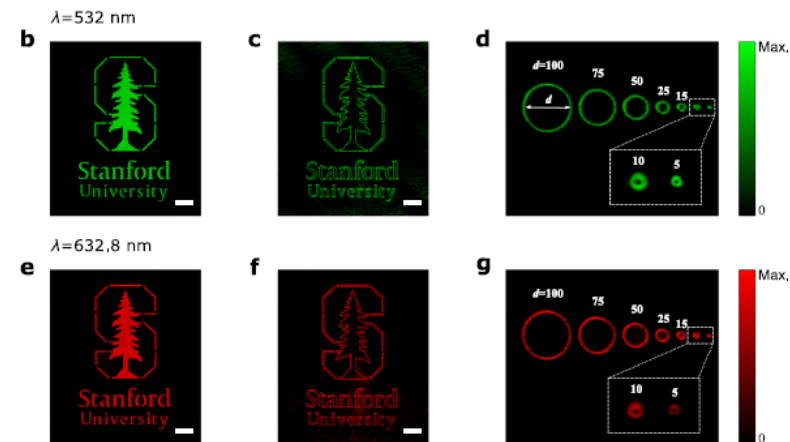 λ=532 nm
b
c
d
Stanford
University
d=100
75
50
25
15
d
10
5
Max.
0
λ=632,8 nm
e
f
g
Stanford
University
Stanford
University
Stanford
University
d=100
75
50
25
15
10
5
Max.
0